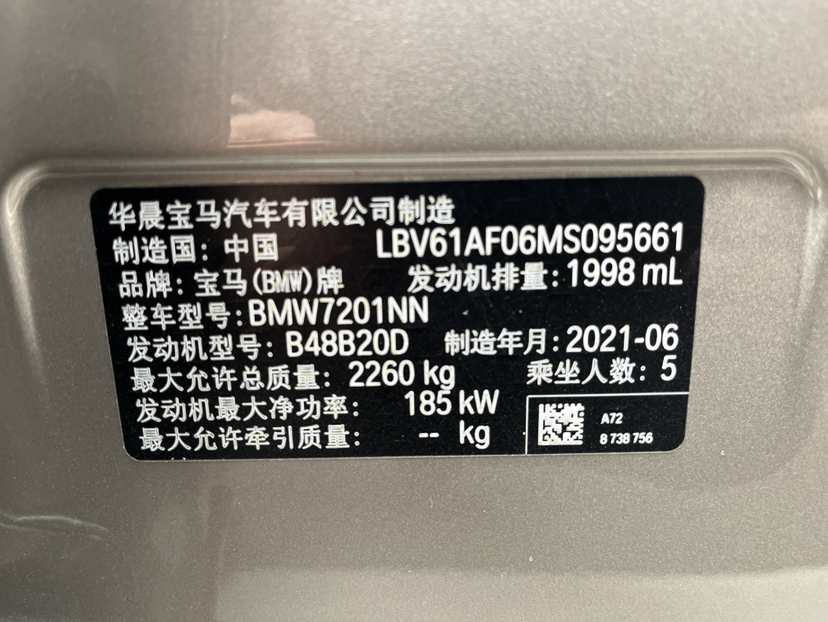 华晨宝马汽车有限公司制造
制造国：中国 LBV61AF06MS095661
品牌：宝马(BMW)牌 发动机排量：1998 mL
整车型号：BMW7201NN
发动机型号：B48B20D 制造年月：2021-06
最大允许总质量：2260 kg 乘坐人数：5
发动机最大净功率：185 kW
最大允许牵引质量：-- kg
A72
8 738 756